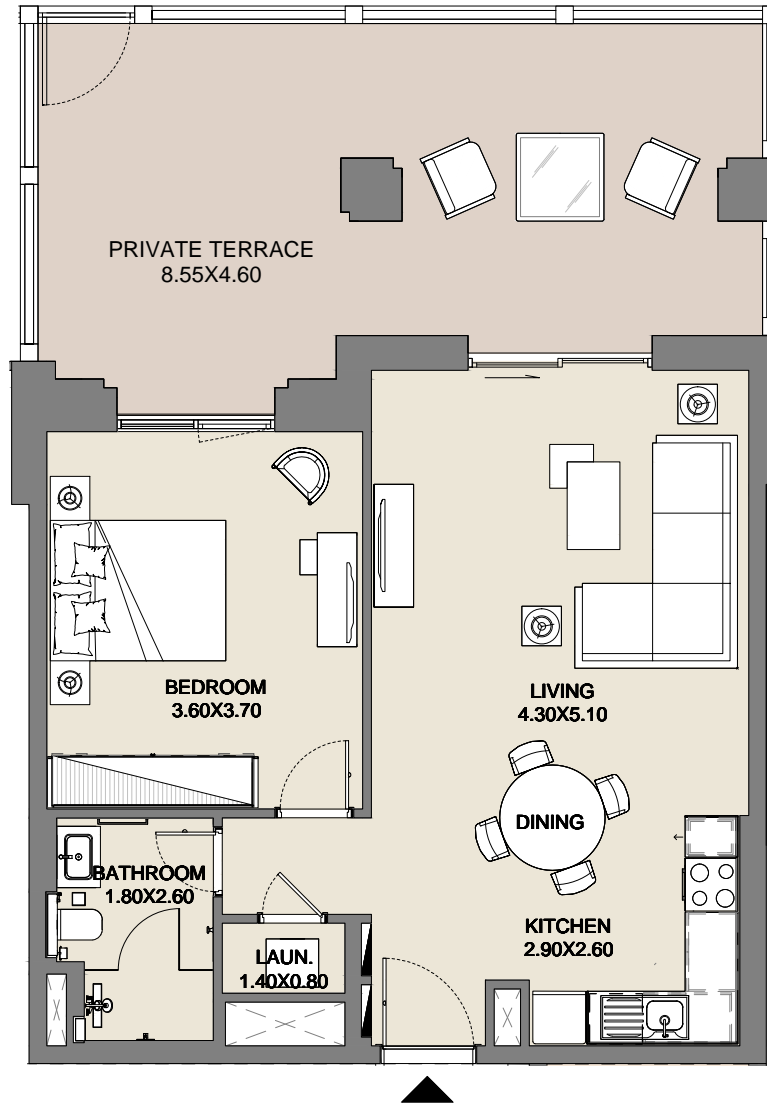 PRIVATE TERRACE
8.55X4.60
BEDROOM
3.60X3.70
LIVING
4.30X5.10
DINING
BATHROOM
1.80X2.60
KITCHEN
2.90X2.60
LAUN.
1.40X0.80